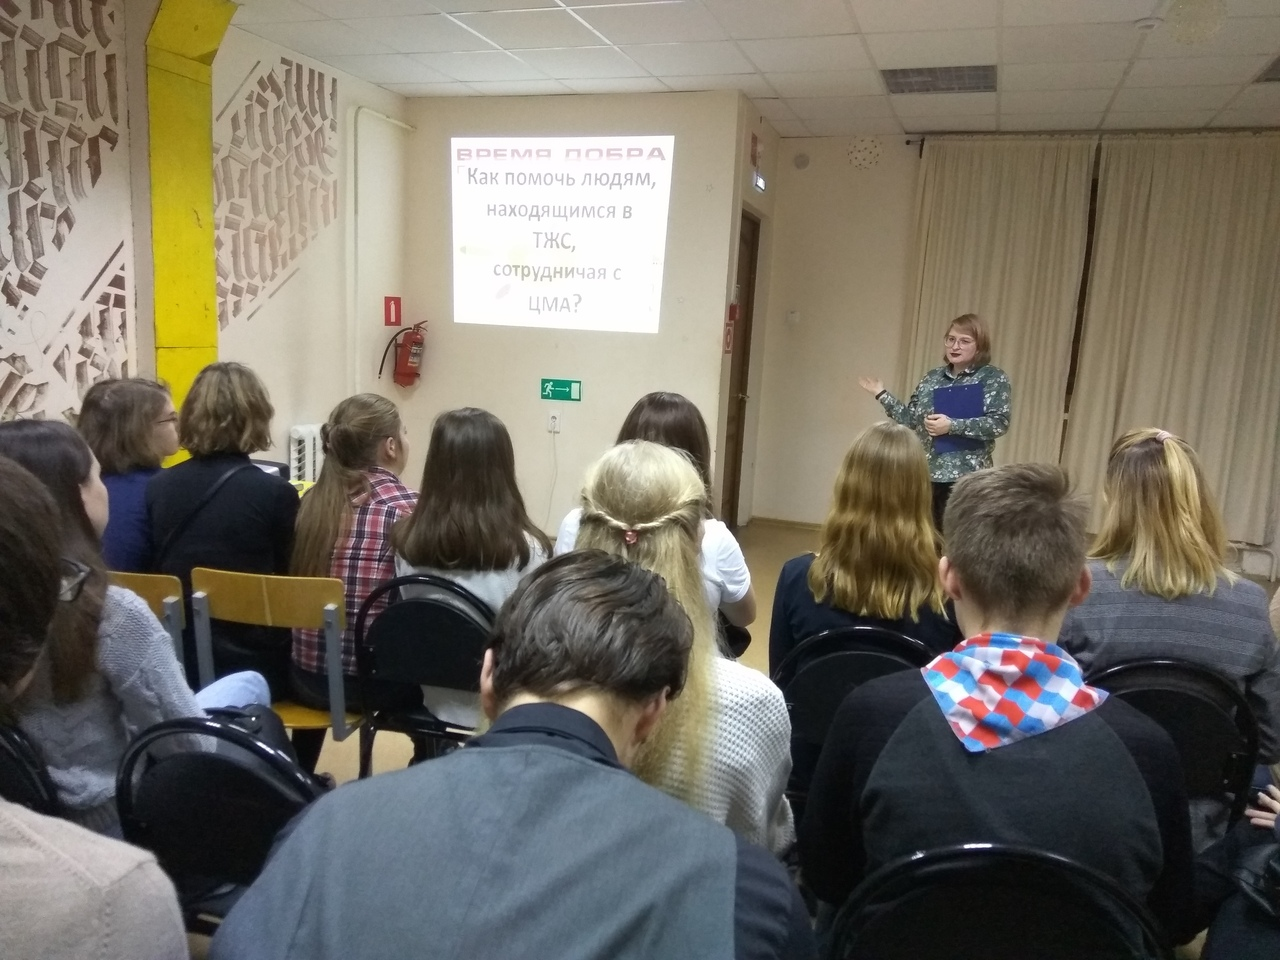 ВРЕМЯ ДОБРА
Как помочь людям,
находящимся в
ТЖС,
сотрудничая с
ЦМА?